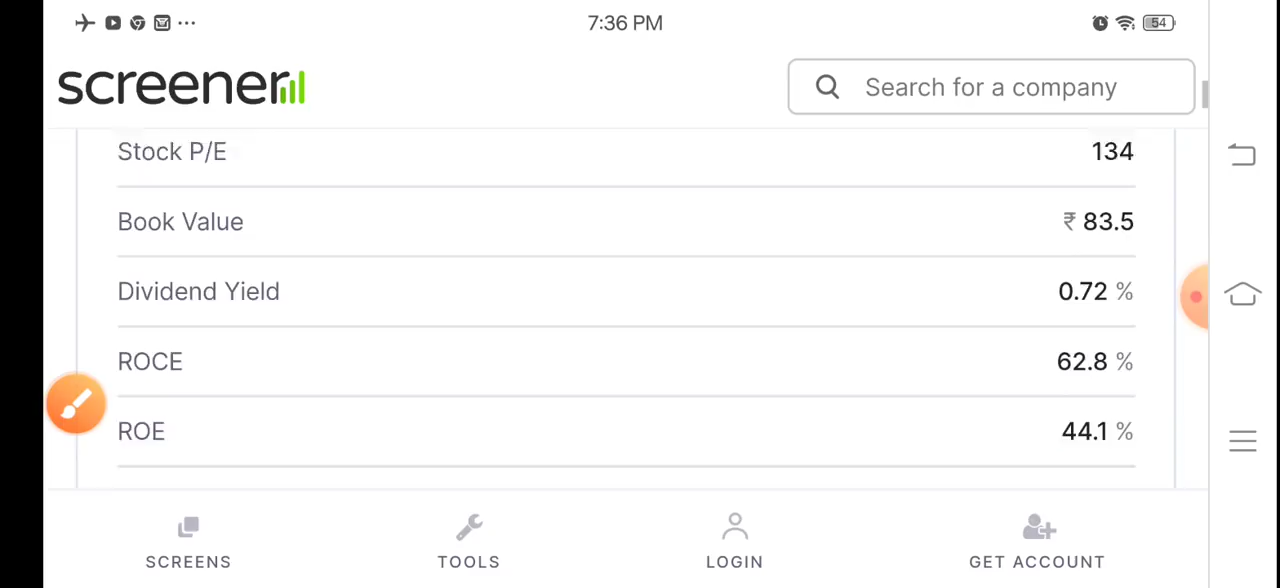 7:36 PM
54
screener
Search for a company
Stock P/E 134
Book Value ₹ 83.5
Dividend Yield 0.72 %
ROCE 62.8 %
ROE 44.1 %
SCREENS TOOLS LOGIN GET ACCOUNT